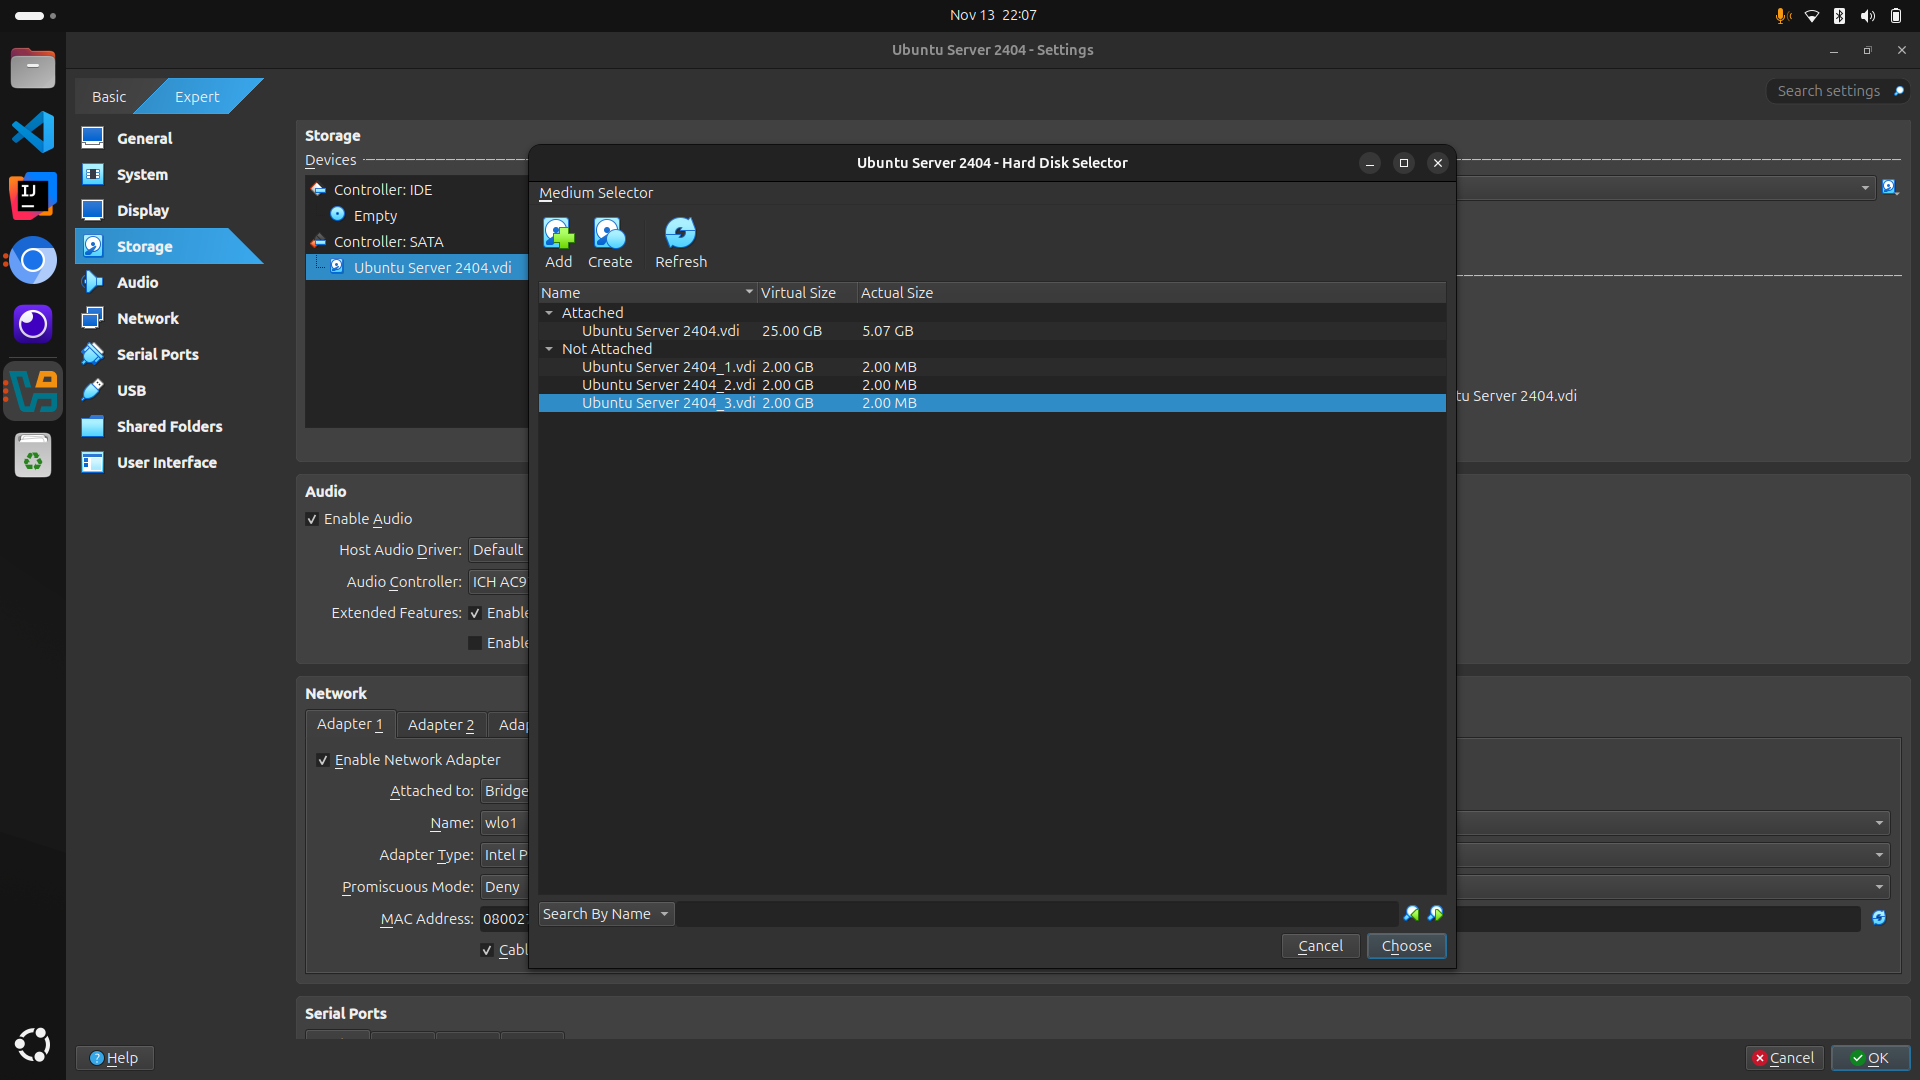 Nov 13 22:07
Ubuntu Server 2404 - Settings
Basic
Expert
Search settings
General
System
Display
Storage
Audio
Network
Serial Ports
USB
Shared Folders
User Interface
Storage
Devices
Controller: IDE
Empty
Controller: SATA
Ubuntu Server 2404.vdi
Ubuntu Server 2404 - Hard Disk Selector
Medium Selector
Add
Create
Refresh
Name Virtual Size Actual Size
Attached
Ubuntu Server 2404.vdi 25.00 GB 5.07 GB
Not Attached
Ubuntu Server 2404_1.vdi 2.00 GB 2.00 MB
Ubuntu Server 2404_2.vdi 2.00 GB 2.00 MB
Ubuntu Server 2404_3.vdi 2.00 GB 2.00 MB
Search By Name
Cancel
Choose
tu Server 2404.vdi
Audio
Enable Audio
Host Audio Driver: Default
Audio Controller: ICH AC9
Extended Features: Enable
Enable
Network
Adapter 1 Adapter 2 Adap
Enable Network Adapter
Attached to: Bridge
Name: wlo1
Adapter Type: Intel P
Promiscuous Mode: Deny
MAC Address: 080027
Cabl
Serial Ports
Help
Cancel
OK